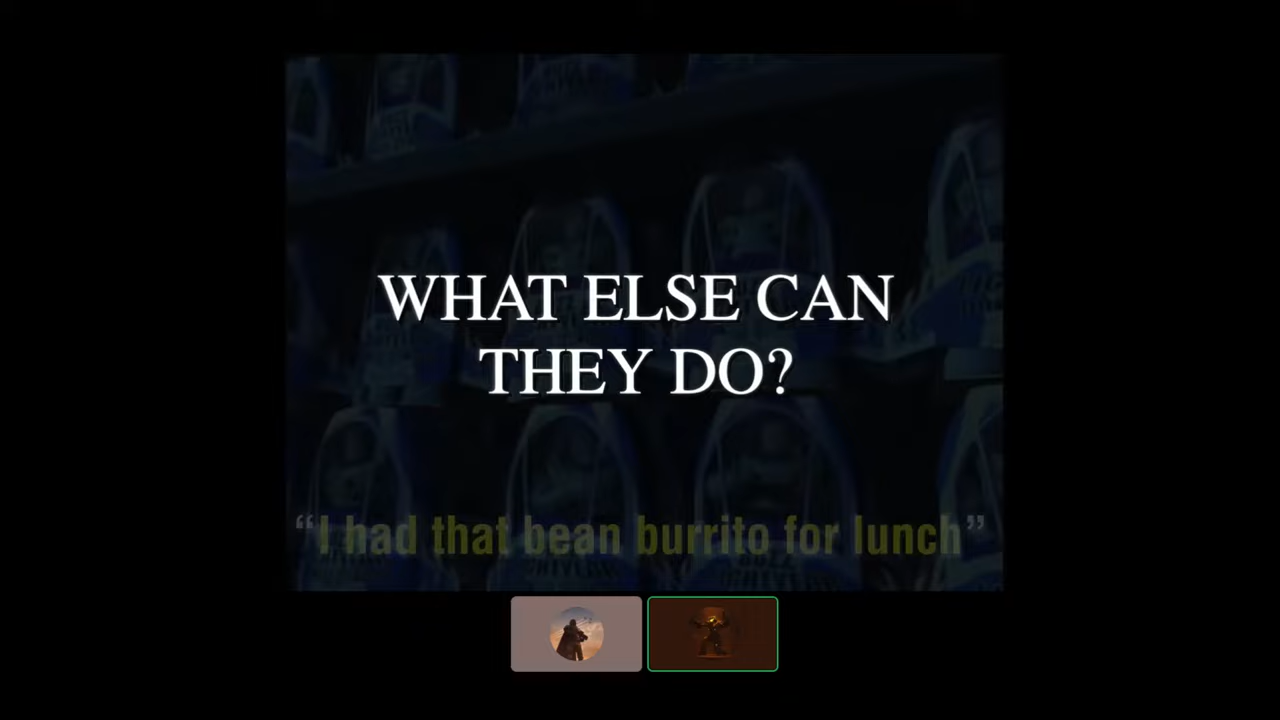 WHAT ELSE CAN
THEY DO?
“I had that bean burrito for lunch”